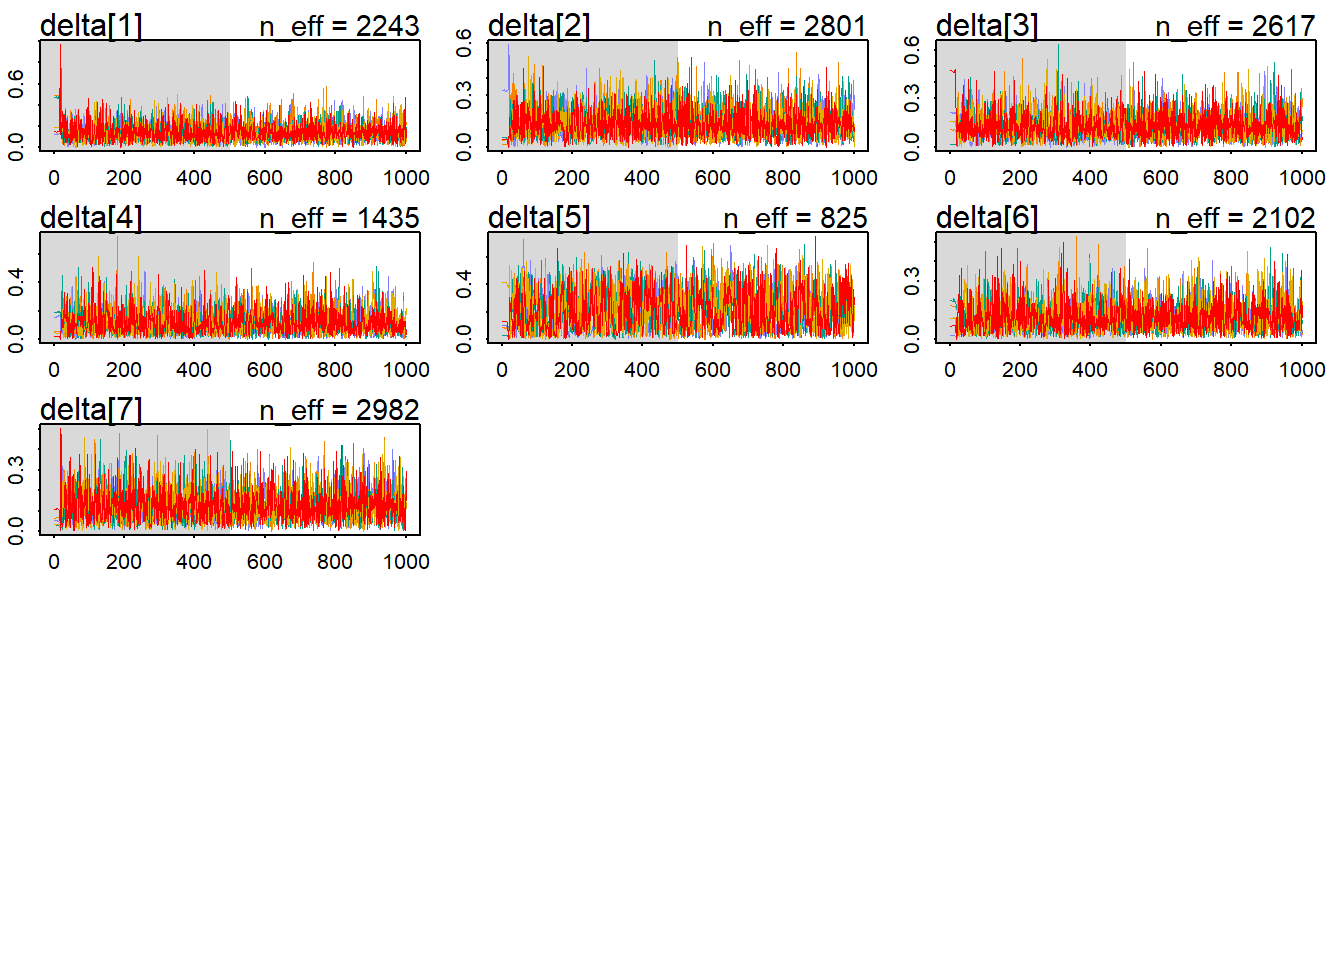 delta[1] n_eff = 2243
delta[2] n_eff = 2801
delta[3] n_eff = 2617
0.0 0.6
0 200 400 600 800 1000
0.0 0.3 0.6
0 200 400 600 800 1000
0.0 0.3 0.6
0 200 400 600 800 1000
delta[4] n_eff = 1435
delta[5] n_eff = 825
delta[6] n_eff = 2102
0.0 0.4
0 200 400 600 800 1000
0.0 0.4
0 200 400 600 800 1000
0.0 0.3
0 200 400 600 800 1000
delta[7] n_eff = 2982
0.0 0.3
0 200 400 600 800 1000